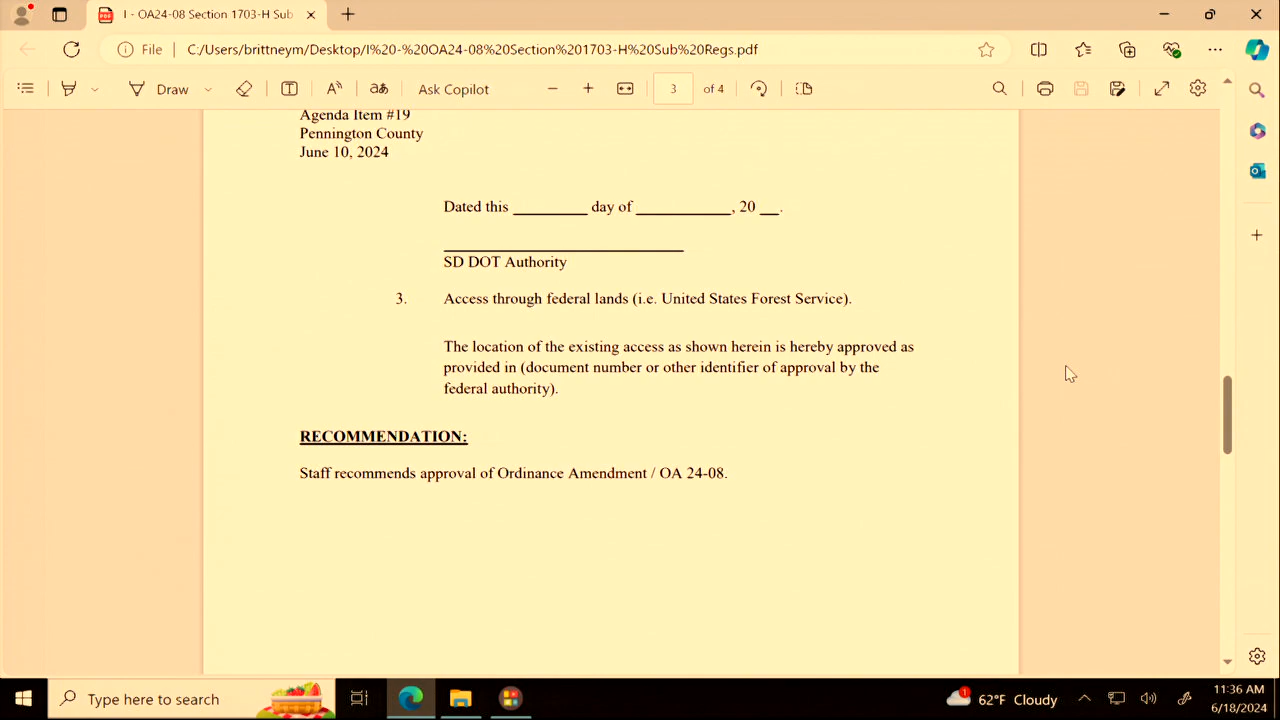 I - OA24-08 Section 1703-H Sub
File C:/Users/brittneym/Desktop/I%20-%20OA24-08%20Section%201703-H%20Sub%20Regs.pdf
Draw
Ask Copilot
3 of 4
Agenda Item #19
Pennington County
June 10, 2024
Dated this _________ day of ____________, 20 __.
SD DOT Authority
3. Access through federal lands (i.e. United States Forest Service).
The location of the existing access as shown herein is hereby approved as
provided in (document number or other identifier of approval by the
federal authority).
RECOMMENDATION:
Staff recommends approval of Ordinance Amendment / OA 24-08.
Type here to search
1
62°F Cloudy
11:36 AM
6/18/2024